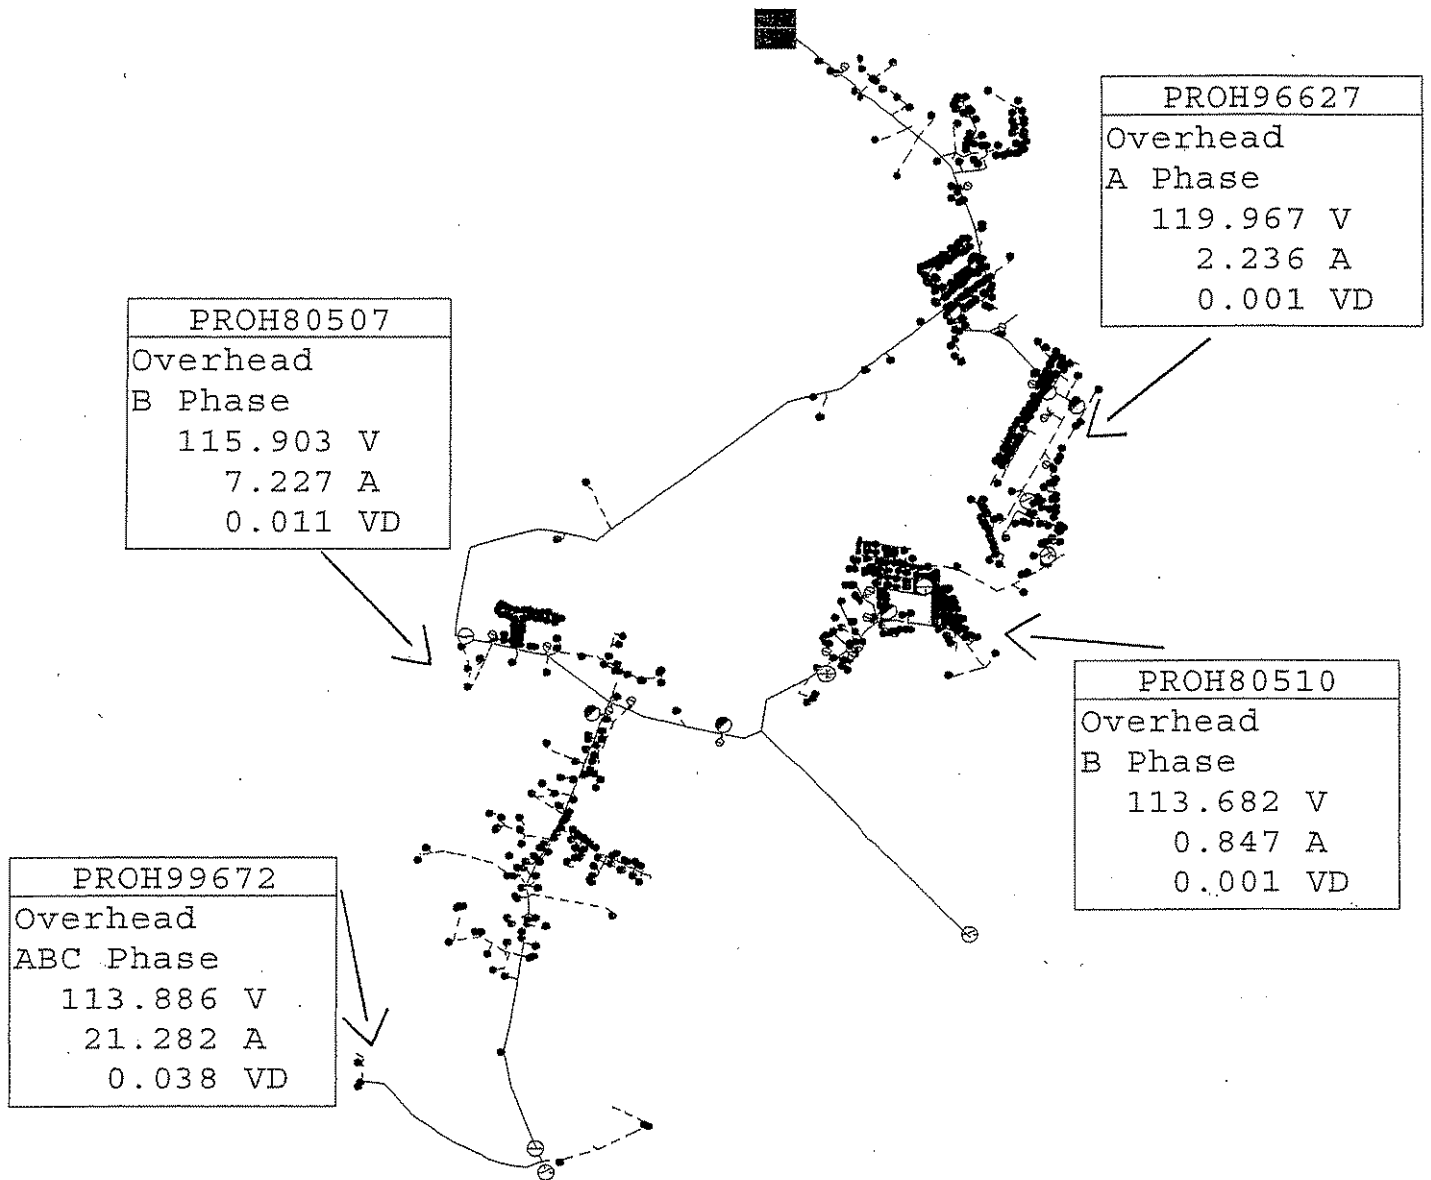 PROH96627
Overhead
A Phase
119.967 V
2.236 A
0.001 VD
PROH80507
Overhead
B Phase
115.903 V
7.227 A
0.011 VD
PROH80510
Overhead
B Phase
113.682 V
0.847 A
0.001 VD
PROH99672
Overhead
ABC Phase
113.886 V
21.282 A
0.038 VD